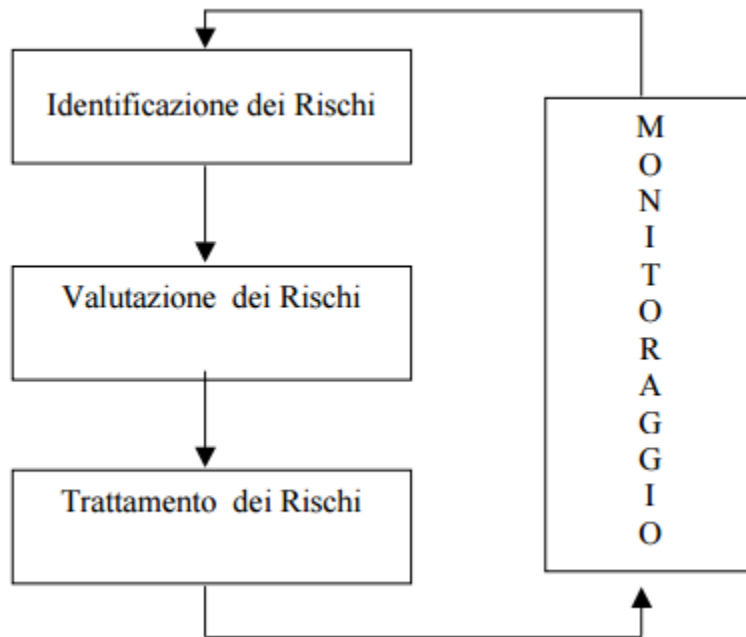 Identificazione dei Rischi
Valutazione dei Rischi
Trattamento dei Rischi
M
O
N
I
T
O
R
A
G
G
I
O